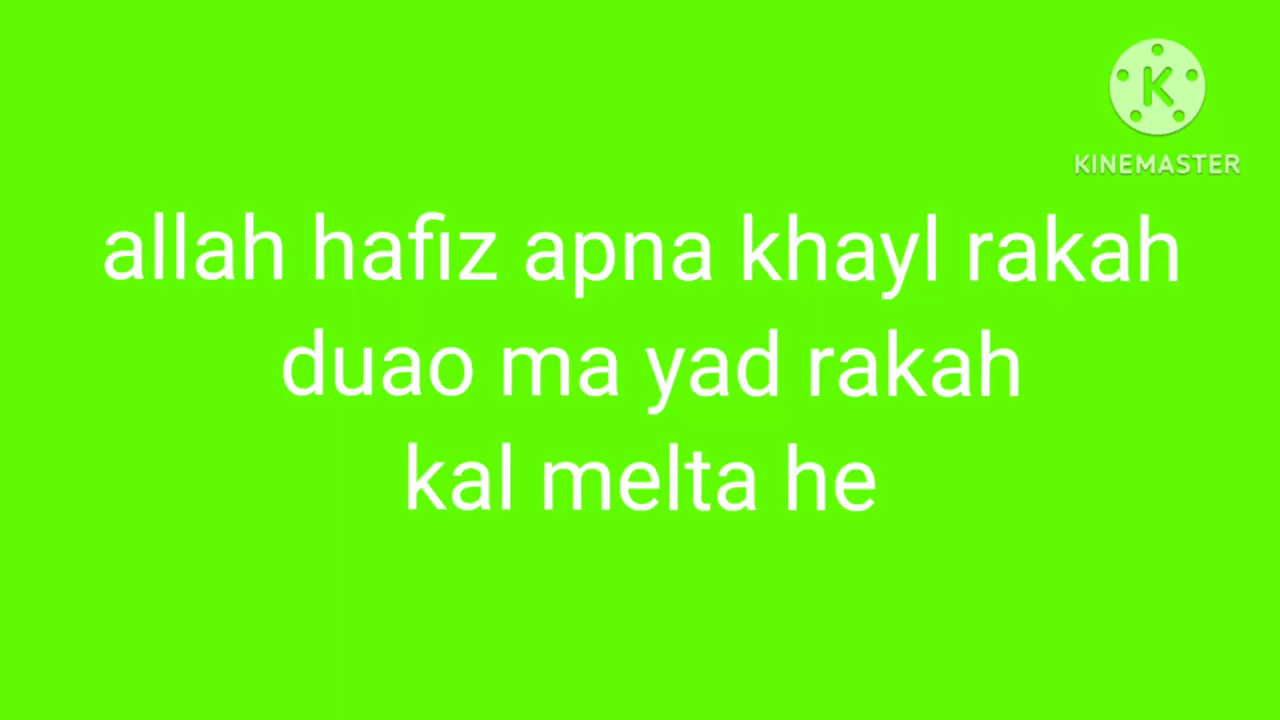 K
KINEMASTER
allah hafiz apna khayl rakah
duao ma yad rakah
kal melta he